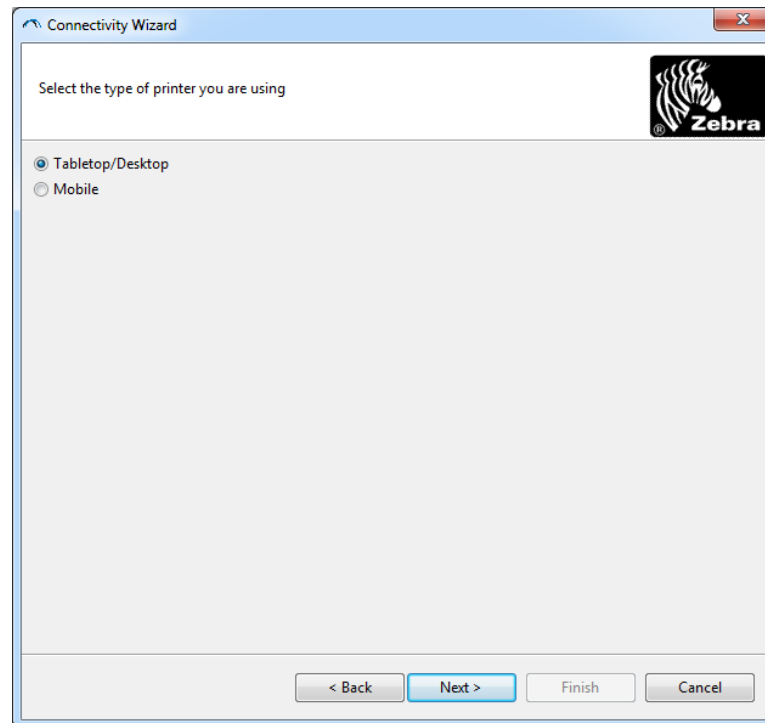 Connectivity Wizard
Select the type of printer you are using
® Zebra
Tabletop/Desktop
Mobile
< Back Next > Finish Cancel